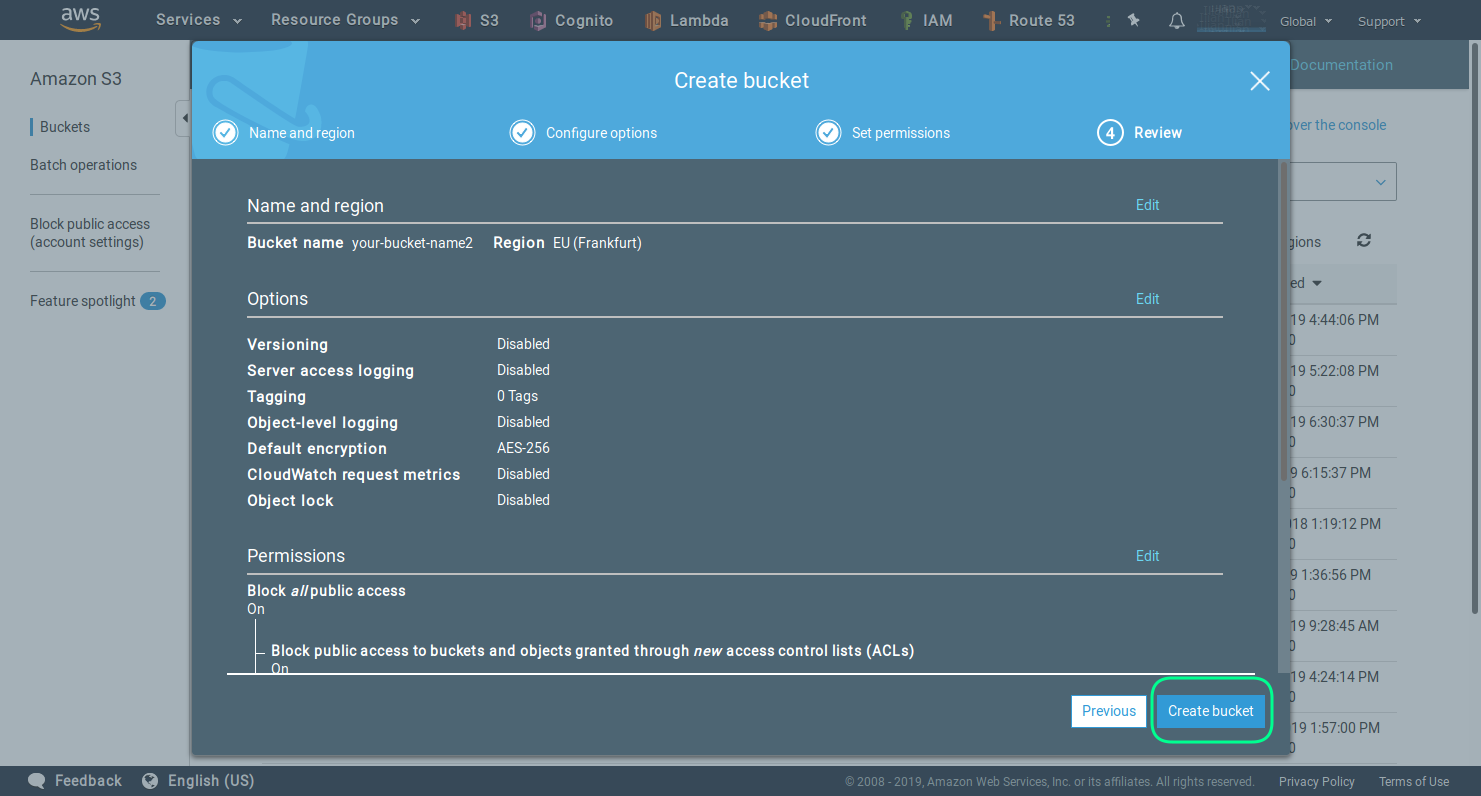 aws Services Resource Groups S3 Cognito Lambda CloudFront IAM Route 53 Global Support
Amazon S3
Buckets
Batch operations
Block public access
(account settings)
Feature spotlight 2
Documentation
Create bucket
Name and region Configure options Set permissions 4 Review
over the console
Name and region Edit
Bucket name your-bucket-name2 Region EU (Frankfurt)
Options Edit
Versioning Disabled
Server access logging Disabled
Tagging 0 Tags
Object-level logging Disabled
Default encryption AES-256
CloudWatch request metrics Disabled
Object lock Disabled
Permissions Edit
Block all public access
On
Block public access to buckets and objects granted through new access control lists (ACLs)
On
Previous Create bucket
gions
ed
19 4:44:06 PM
0
19 5:22:08 PM
0
19 6:30:37 PM
0
9 6:15:37 PM
0
018 1:19:12 PM
0
9 1:36:56 PM
0
19 9:28:45 AM
0
19 4:24:14 PM
0
19 1:57:00 PM
0
Feedback English (US) © 2008 - 2019, Amazon Web Services, Inc. or its affiliates. All rights reserved. Privacy Policy Terms of Use